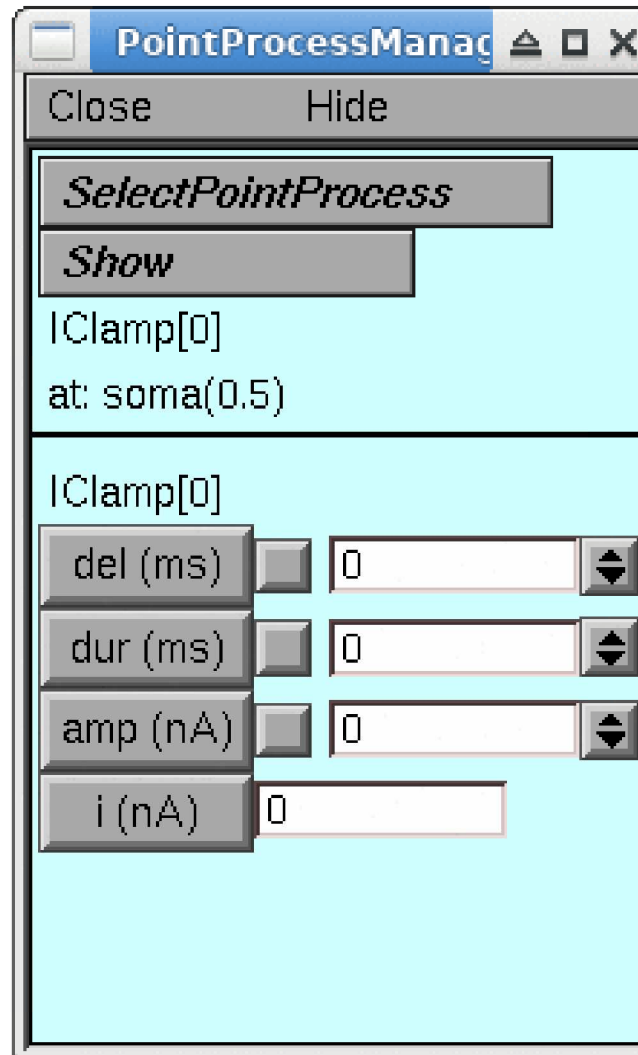 PointProcessManag
Close Hide
SelectPointProcess
Show
IClamp[0]
at: soma(0.5)
IClamp[0]
del (ms) 0
dur (ms) 0
amp (nA) 0
i (nA) 0